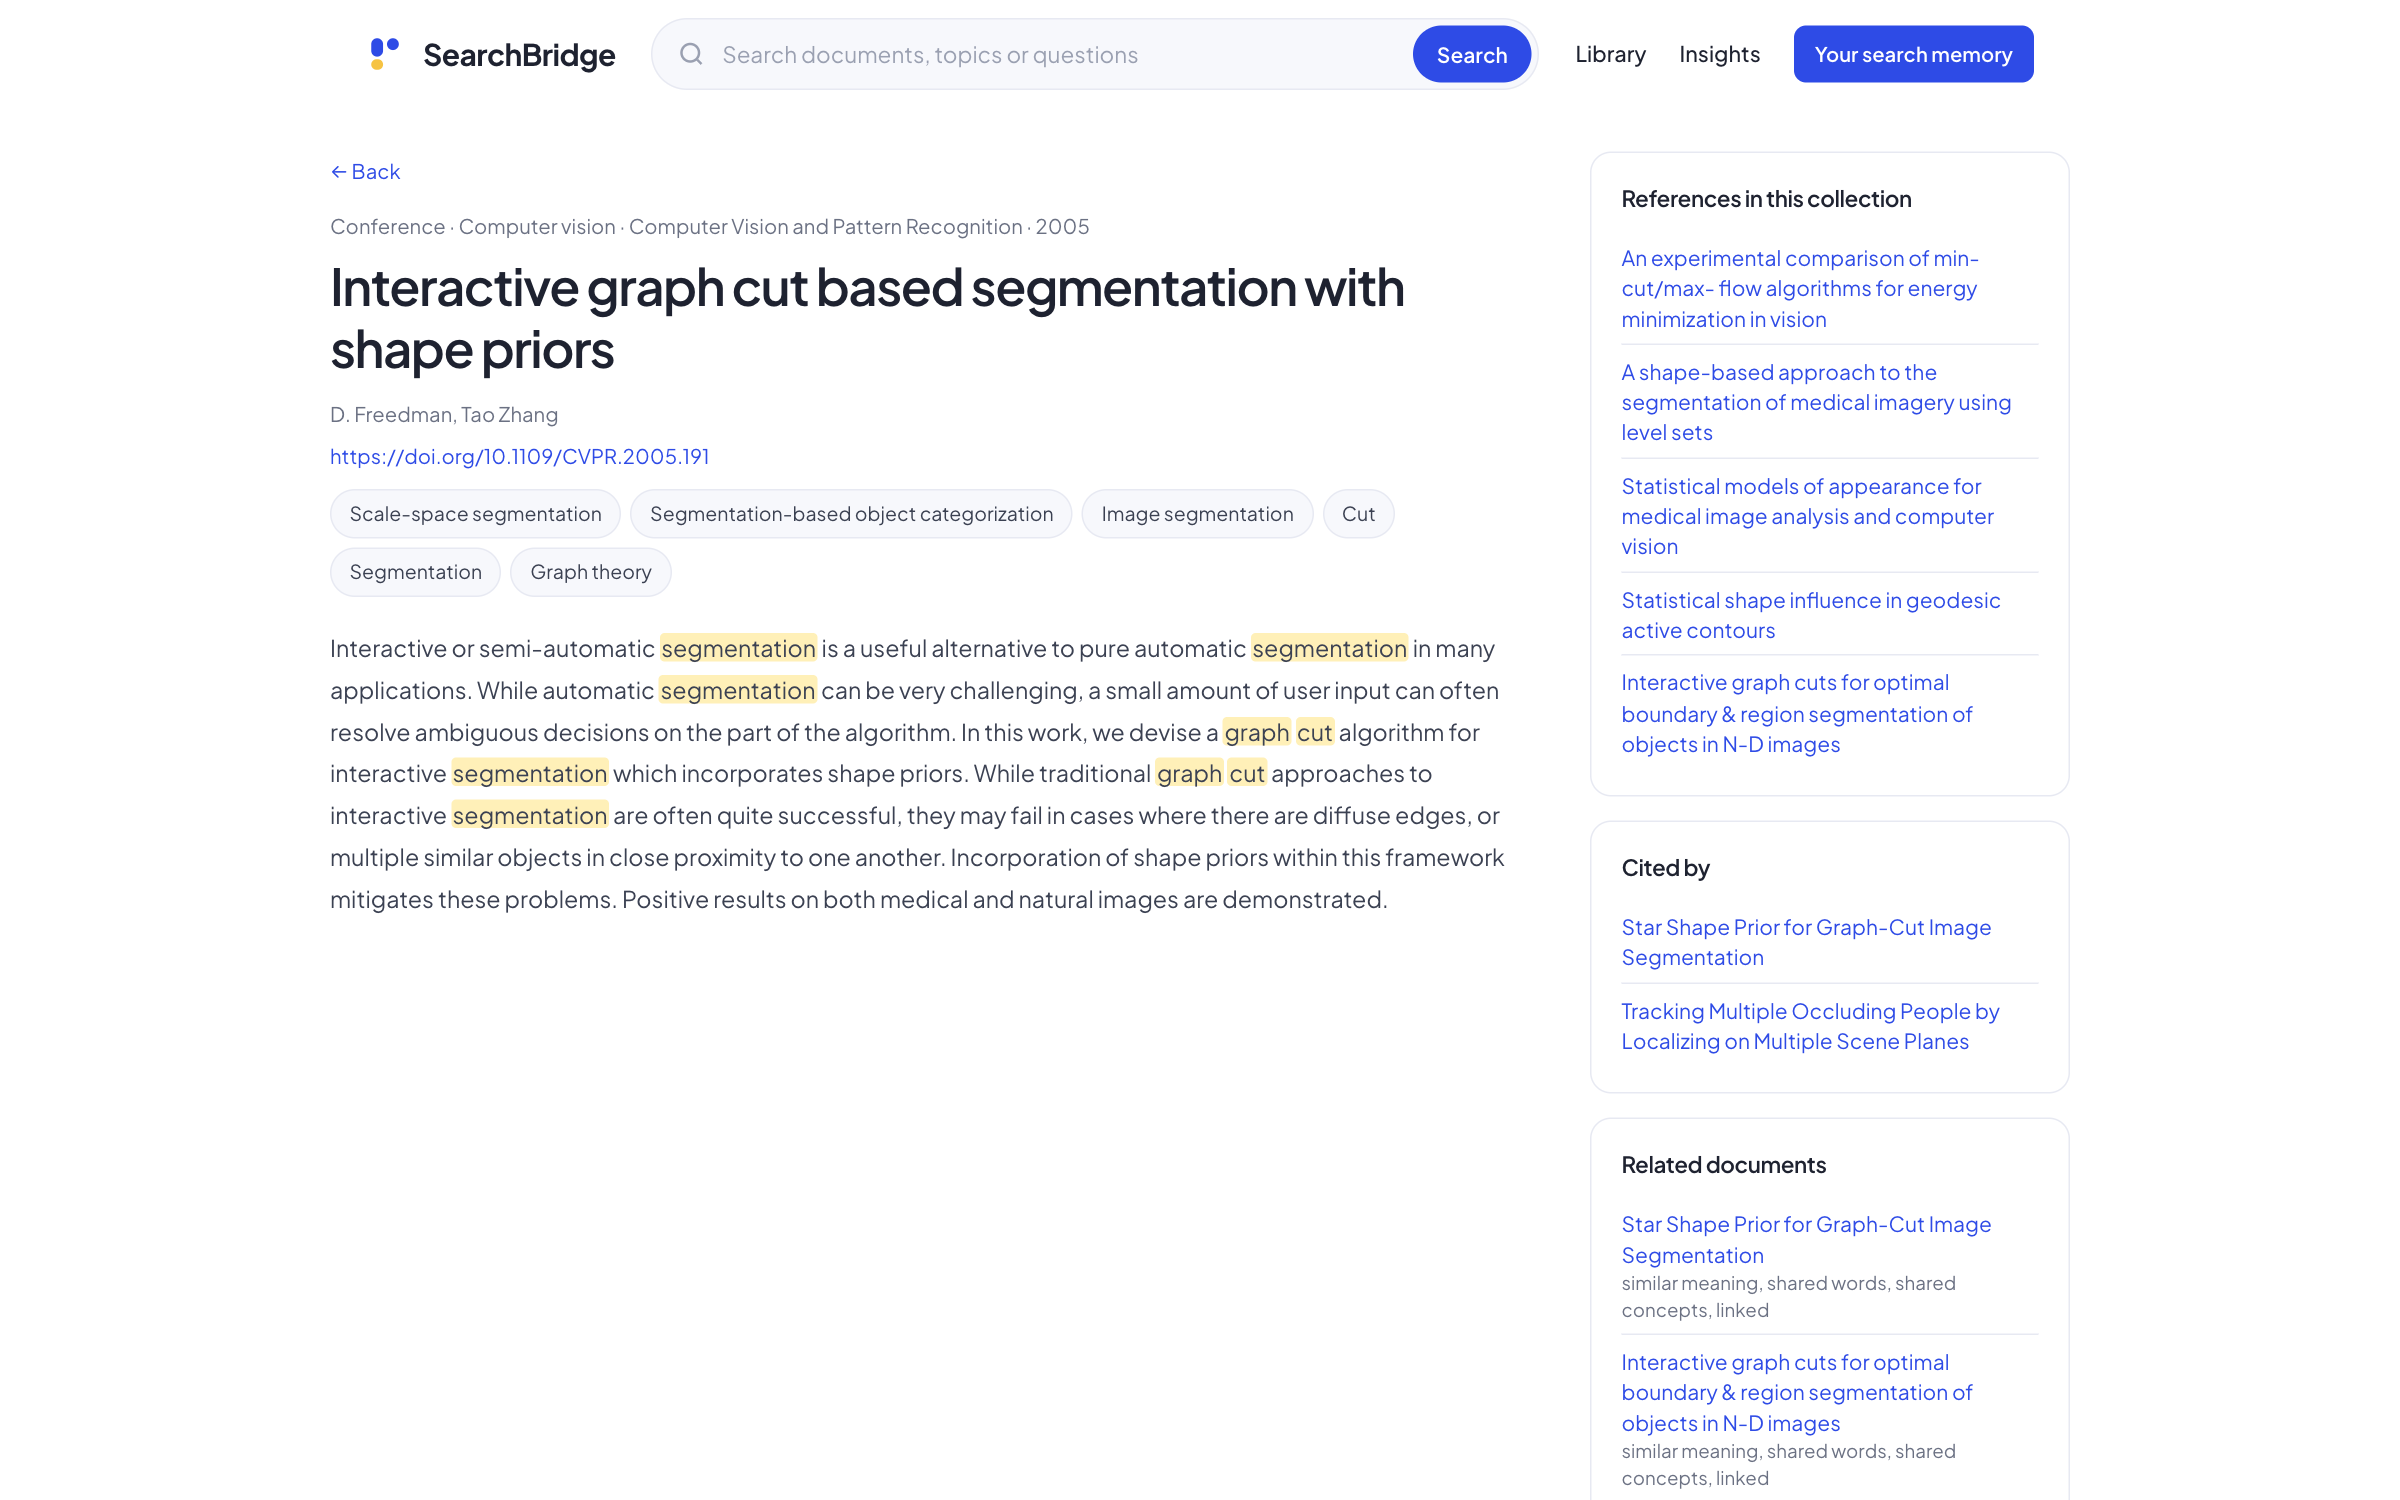 SearchBridge
Search documents, topics or questions
Search
Library
Insights
Your search memory
← Back
Conference · Computer vision · Computer Vision and Pattern Recognition · 2005
Interactive graph cut based segmentation with
shape priors
D. Freedman, Tao Zhang
https://doi.org/10.1109/CVPR.2005.191
Scale-space segmentation
Segmentation-based object categorization
Image segmentation
Cut
Segmentation
Graph theory
Interactive or semi-automatic segmentation is a useful alternative to pure automatic segmentation in many
applications. While automatic segmentation can be very challenging, a small amount of user input can often
resolve ambiguous decisions on the part of the algorithm. In this work, we devise a graph cut algorithm for
interactive segmentation which incorporates shape priors. While traditional graph cut approaches to
interactive segmentation are often quite successful, they may fail in cases where there are diffuse edges, or
multiple similar objects in close proximity to one another. Incorporation of shape priors within this framework
mitigates these problems. Positive results on both medical and natural images are demonstrated.
References in this collection
An experimental comparison of min-
cut/max- flow algorithms for energy
minimization in vision
A shape-based approach to the
segmentation of medical imagery using
level sets
Statistical models of appearance for
medical image analysis and computer
vision
Statistical shape influence in geodesic
active contours
Interactive graph cuts for optimal
boundary & region segmentation of
objects in N-D images
Cited by
Star Shape Prior for Graph-Cut Image
Segmentation
Tracking Multiple Occluding People by
Localizing on Multiple Scene Planes
Related documents
Star Shape Prior for Graph-Cut Image
Segmentation
similar meaning, shared words, shared
concepts, linked
Interactive graph cuts for optimal
boundary & region segmentation of
objects in N-D images
similar meaning, shared words, shared
concepts, linked